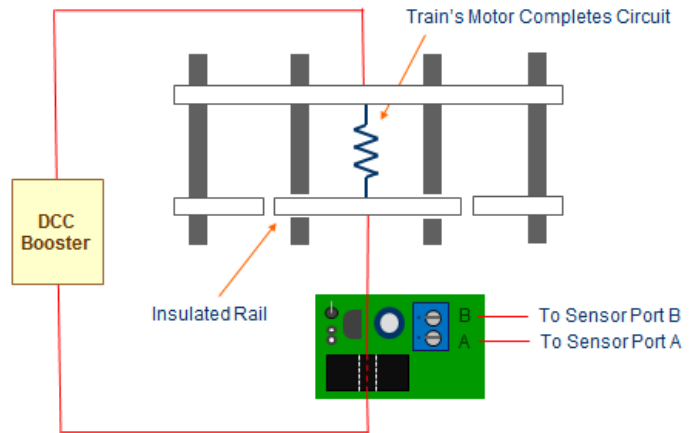 Train's Motor Completes Circuit
DCC
Booster
Insulated Rail
B
To Sensor Port B
A
To Sensor Port A